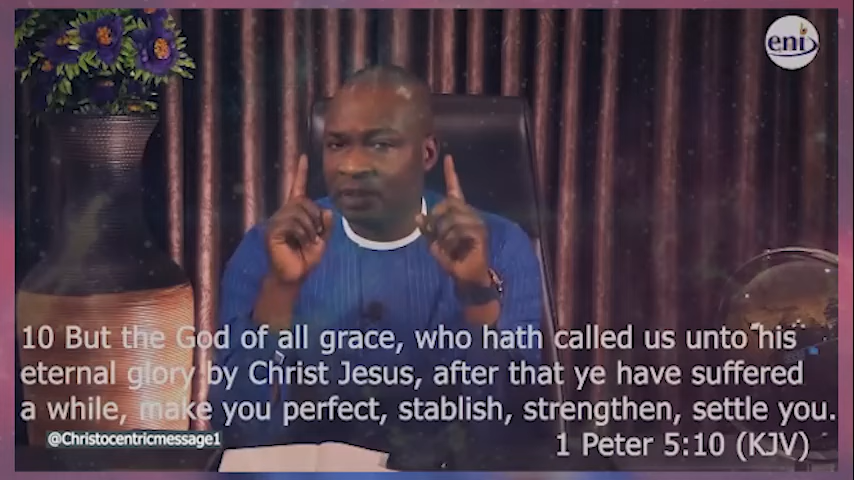 eni
10 But the God of all grace, who hath called us unto his
eternal glory by Christ Jesus, after that ye have suffered
a while, make you perfect, stablish, strengthen, settle you.
@Christocentricmessage1
1 Peter 5:10 (KJV)